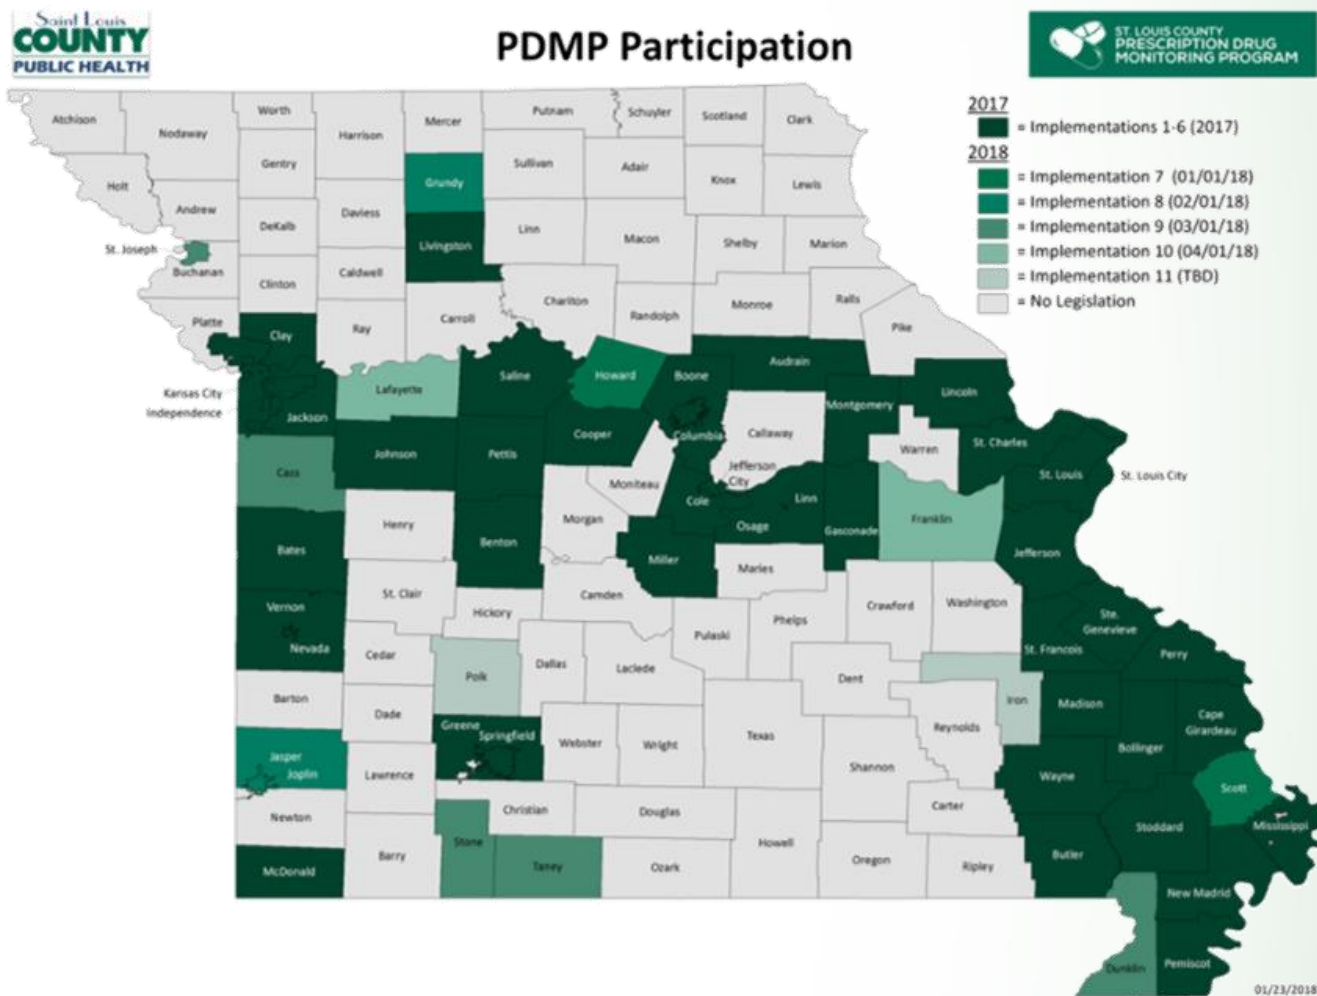 Saint Louis
COUNTY
PUBLIC HEALTH
PDMP Participation
ST. LOUIS COUNTY
PRESCRIPTION DRUG
MONITORING PROGRAM
2017
= Implementations 1-6 (2017)
2018
= Implementation 7 (01/01/18)
= Implementation 8 (02/01/18)
= Implementation 9 (03/01/18)
= Implementation 10 (04/01/18)
= Implementation 11 (TBD)
= No Legislation
Atchison
Nodaway
Worth
Harrison
Mercer
Putnam
Schuyler
Scotland
Clark
Gentry
Sullivan
Adair
Knox
Lewis
Holt
Grundy
Andrew
DeKalb
Daviess
Linn
Macon
Shelby
Marion
St. Joseph
Buchanan
Livingston
Clinton
Caldwell
Chariton
Randolph
Monroe
Ralls
Pike
Platte
Clay
Ray
Carroll
Audrain
Saline
Howard
Boone
Lincoln
Kansas City
Independence
Jackson
Lafayette
Montgomery
Cooper
Columbia
Callaway
Warren
St. Charles
Johnson
Pettis
Cass
Moniteau
Jefferson
City
St. Louis
St. Louis City
Cole
Linn
Osage
Gasconade
Franklin
Henry
Morgan
Benton
Miller
Maries
Jefferson
Bates
St. Clair
Camden
Hickory
Pulaski
Phelps
Crawford
Washington
Vernon
Nevada
Ste.
Genevieve
St. Francois
Perry
Cedar
Polk
Dallas
Laclede
Dent
Iron
Madison
Barton
Dade
Greene
Springfield
Webster
Wright
Texas
Reynolds
Bollinger
Cape
Girardeau
Jasper
Joplin
Lawrence
Shannon
Wayne
Scott
Newton
Christian
Douglas
Carter
Stoddard
Mississippi
McDonald
Barry
Stone
Taney
Ozark
Howell
Oregon
Ripley
Butler
New Madrid
Dunklin
Pemiscot
01/23/2018